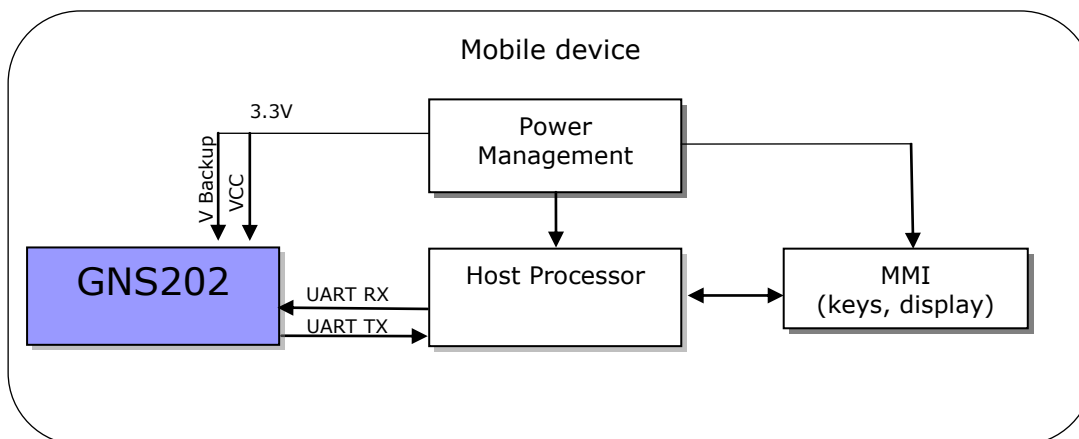 Mobile device
3.3V
Power
Management
V Backup
VCC
GNS202
Host Processor
MMI
(keys, display)
UART RX
UART TX